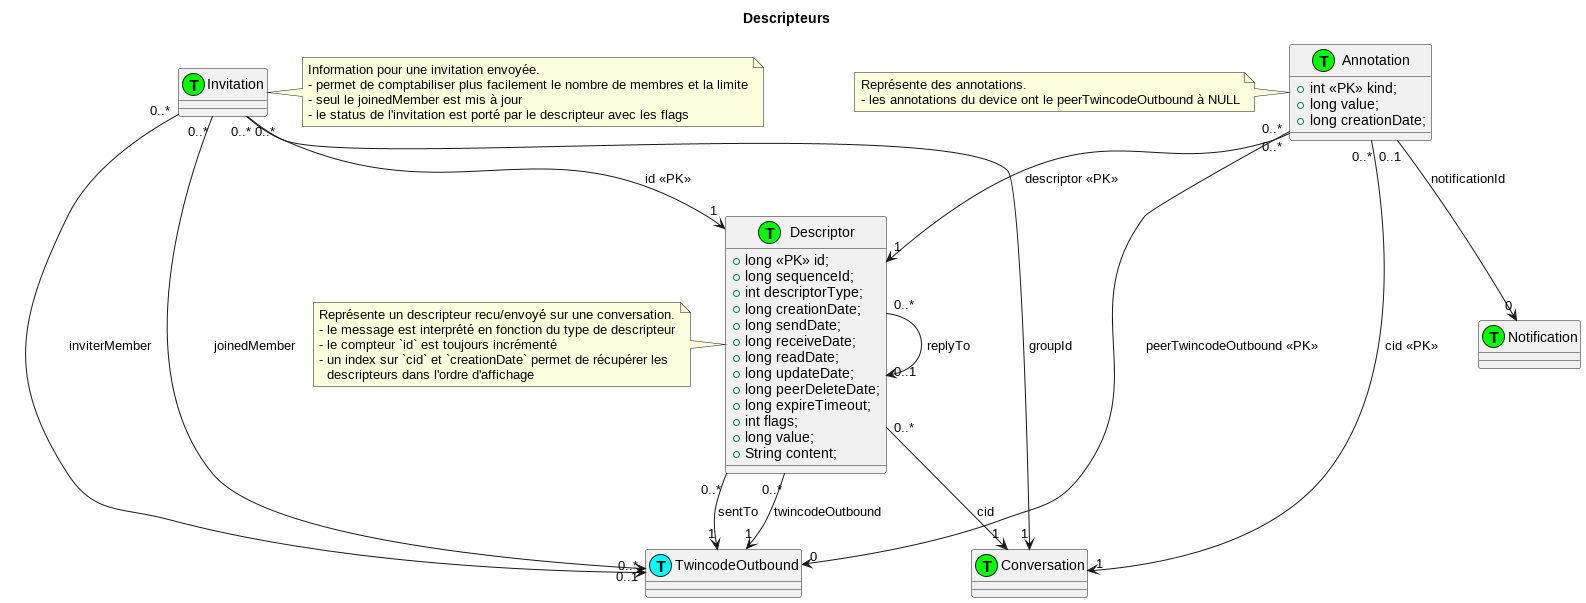 Descripteurs
T Invitation
Information pour une invitation envoyée.
- permet de comptabiliser plus facilement le nombre de membres et la limite
- seul le joinedMember est mis à jour
- le status de l'invitation est porté par le descripteur avec les flags
Représente des annotations.
- les annotations du device ont le peerTwincodeOutbound à NULL
T Annotation
int «PK» kind;
long value;
long creationDate;
0..*
0..*
0..* 0..*
0..*
0..*
0..* 0..1
id «PK»
descriptor «PK»
notificationId
1
1
T Descriptor
long «PK» id;
long sequenceId;
int descriptorType;
long creationDate;
long sendDate;
long receiveDate;
long readDate;
long updateDate;
long peerDeleteDate;
long expireTimeout;
int flags;
long value;
String content;
Représente un descripteur recu/envoyé sur une conversation.
- le message est interprété en fonction du type de descripteur
- le compteur `id` est toujours incrémenté
- un index sur `cid` et `creationDate` permet de récupérer les
descripteurs dans l'ordre d'affichage
0..*
replyTo
0..1
0..*
0
T Notification
inviterMember
joinedMember
groupId
peerTwincodeOutbound «PK»
cid «PK»
0..*
0..*
sentTo
twincodeOutbound
cid
1
1
1
1
0..*
0..1
0
1
T TwincodeOutbound
T Conversation